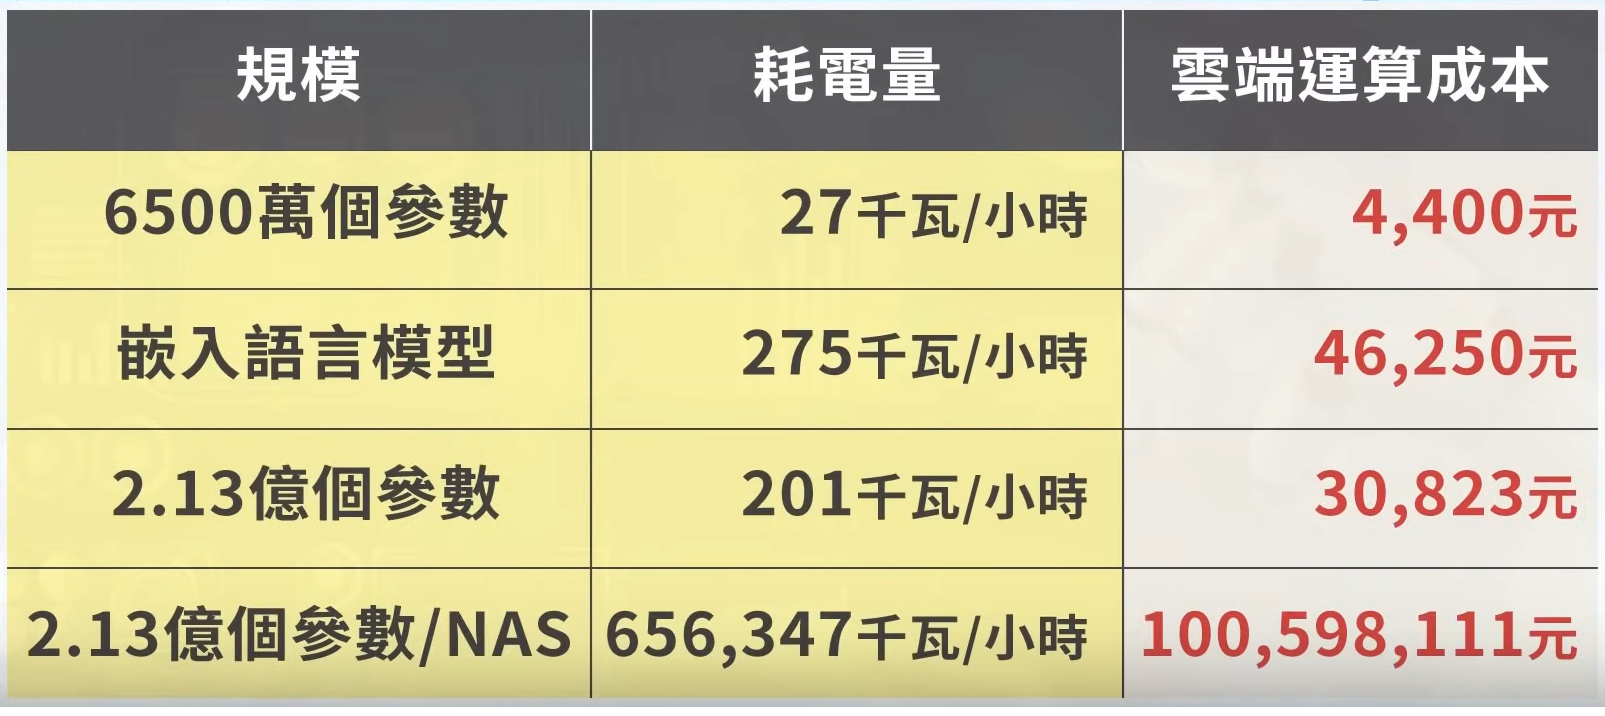 規模 耗電量 雲端運算成本
6500萬個參數 27千瓦/小時 4,400元
嵌入語言模型 275千瓦/小時 46,250元
2.13億個參數 201千瓦/小時 30,823元
2.13億個參數/NAS 656,347千瓦/小時 100,598,111元